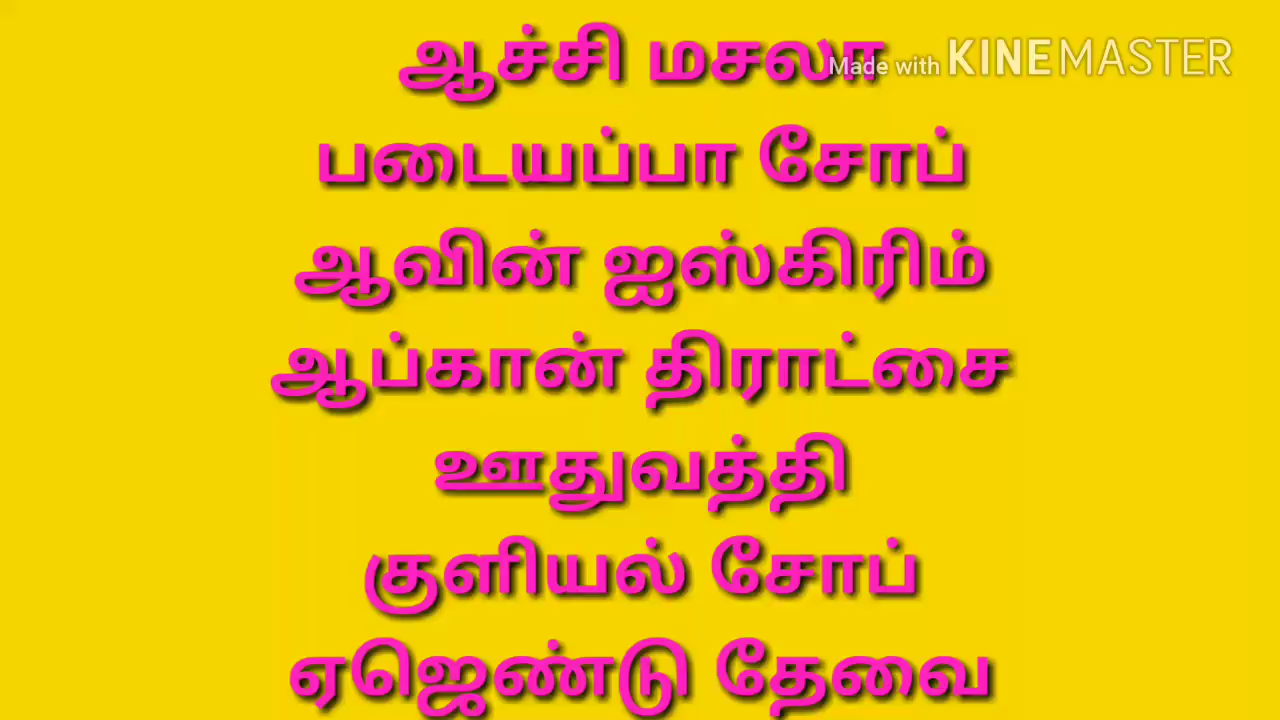 ஆச்சி மசலா
Made with KINEMASTER
படையப்பா சோப்
ஆவின் ஐஸ்கிரிம்
ஆப்கான் திராட்சை
ஊதுவத்தி
குளியல் சோப்
ஏஜெண்டு தேவை